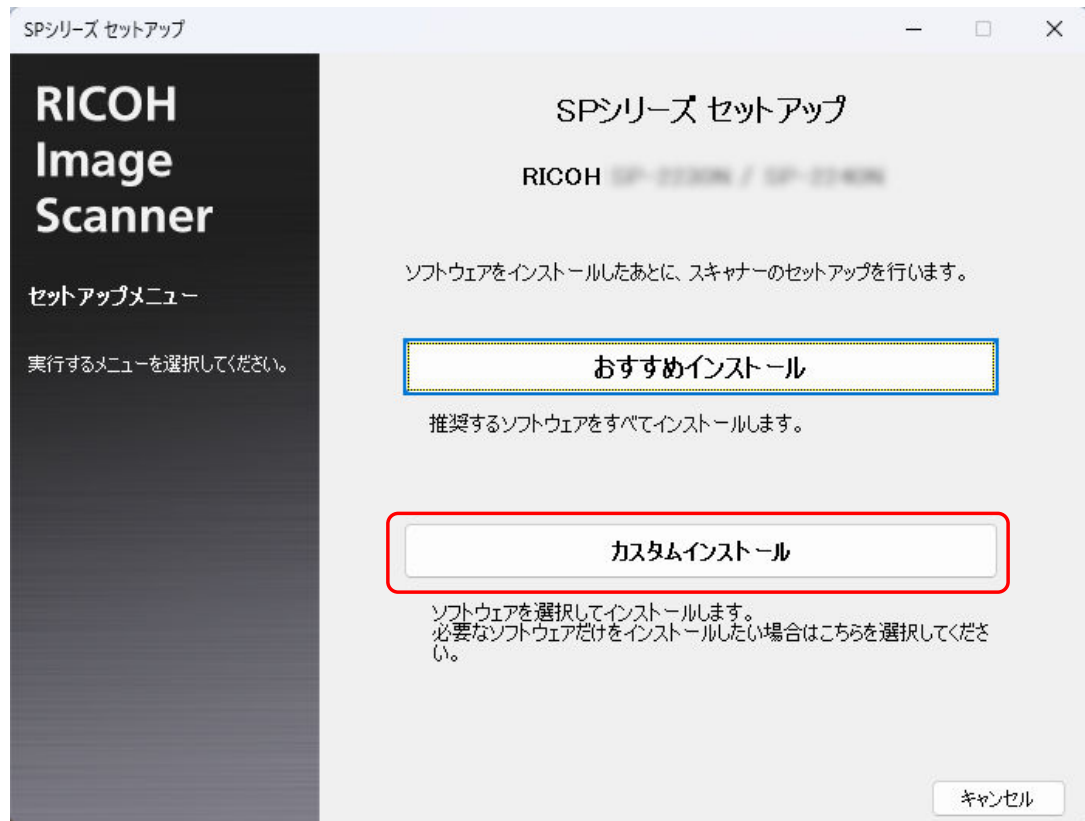 SPシリーズ セットアップ
RICOH
Image
Scanner
セットアップメニュー
実行するメニューを選択してください。
SPシリーズ セットアップ
RICOH
ソフトウェアをインストールしたあとに、スキャナーのセットアップを行います。
おすすめインストール
推奨するソフトウェアをすべてインストールします。
カスタムインストール
ソフトウェアを選択してインストールします。
必要なソフトウェアだけをインストールしたい場合はこちらを選択してくださ
い。
キャンセル